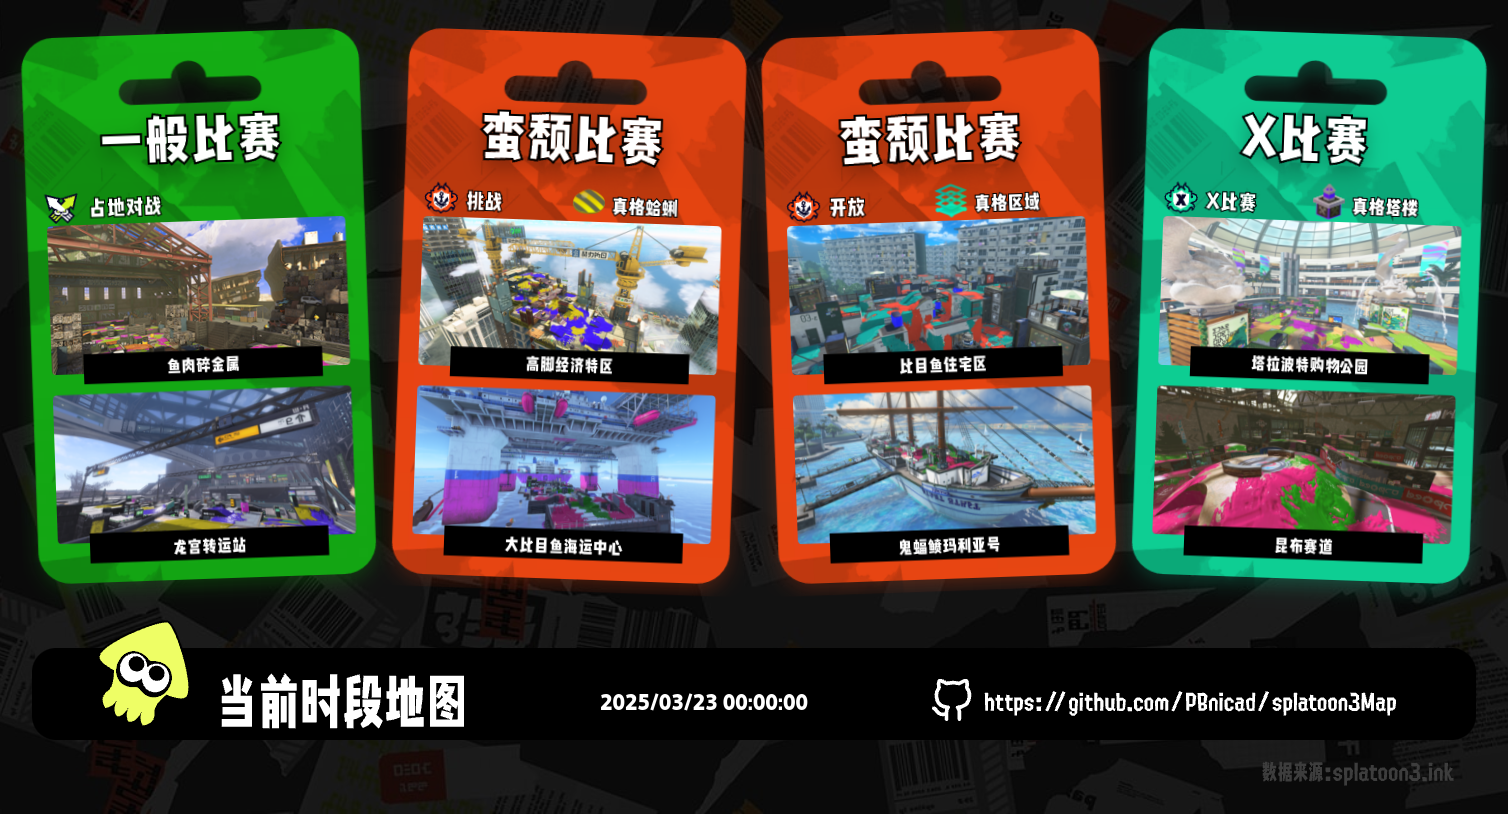 一般比赛
占地对战
鱼肉碎金属
龙宫转运站
蛮颓比赛
挑战
真格蛤蜊
高脚经济特区
大比目鱼海运中心
蛮颓比赛
开放
真格区域
比目鱼住宅区
鬼蝠鲼玛利亚号
X比赛
X比赛
真格塔楼
塔拉波特购物公园
昆布赛道
当前时段地图
2025/03/23 00:00:00
https://github.com/PBnicad/splatoon3Map
数据来源:splatoon3.ink